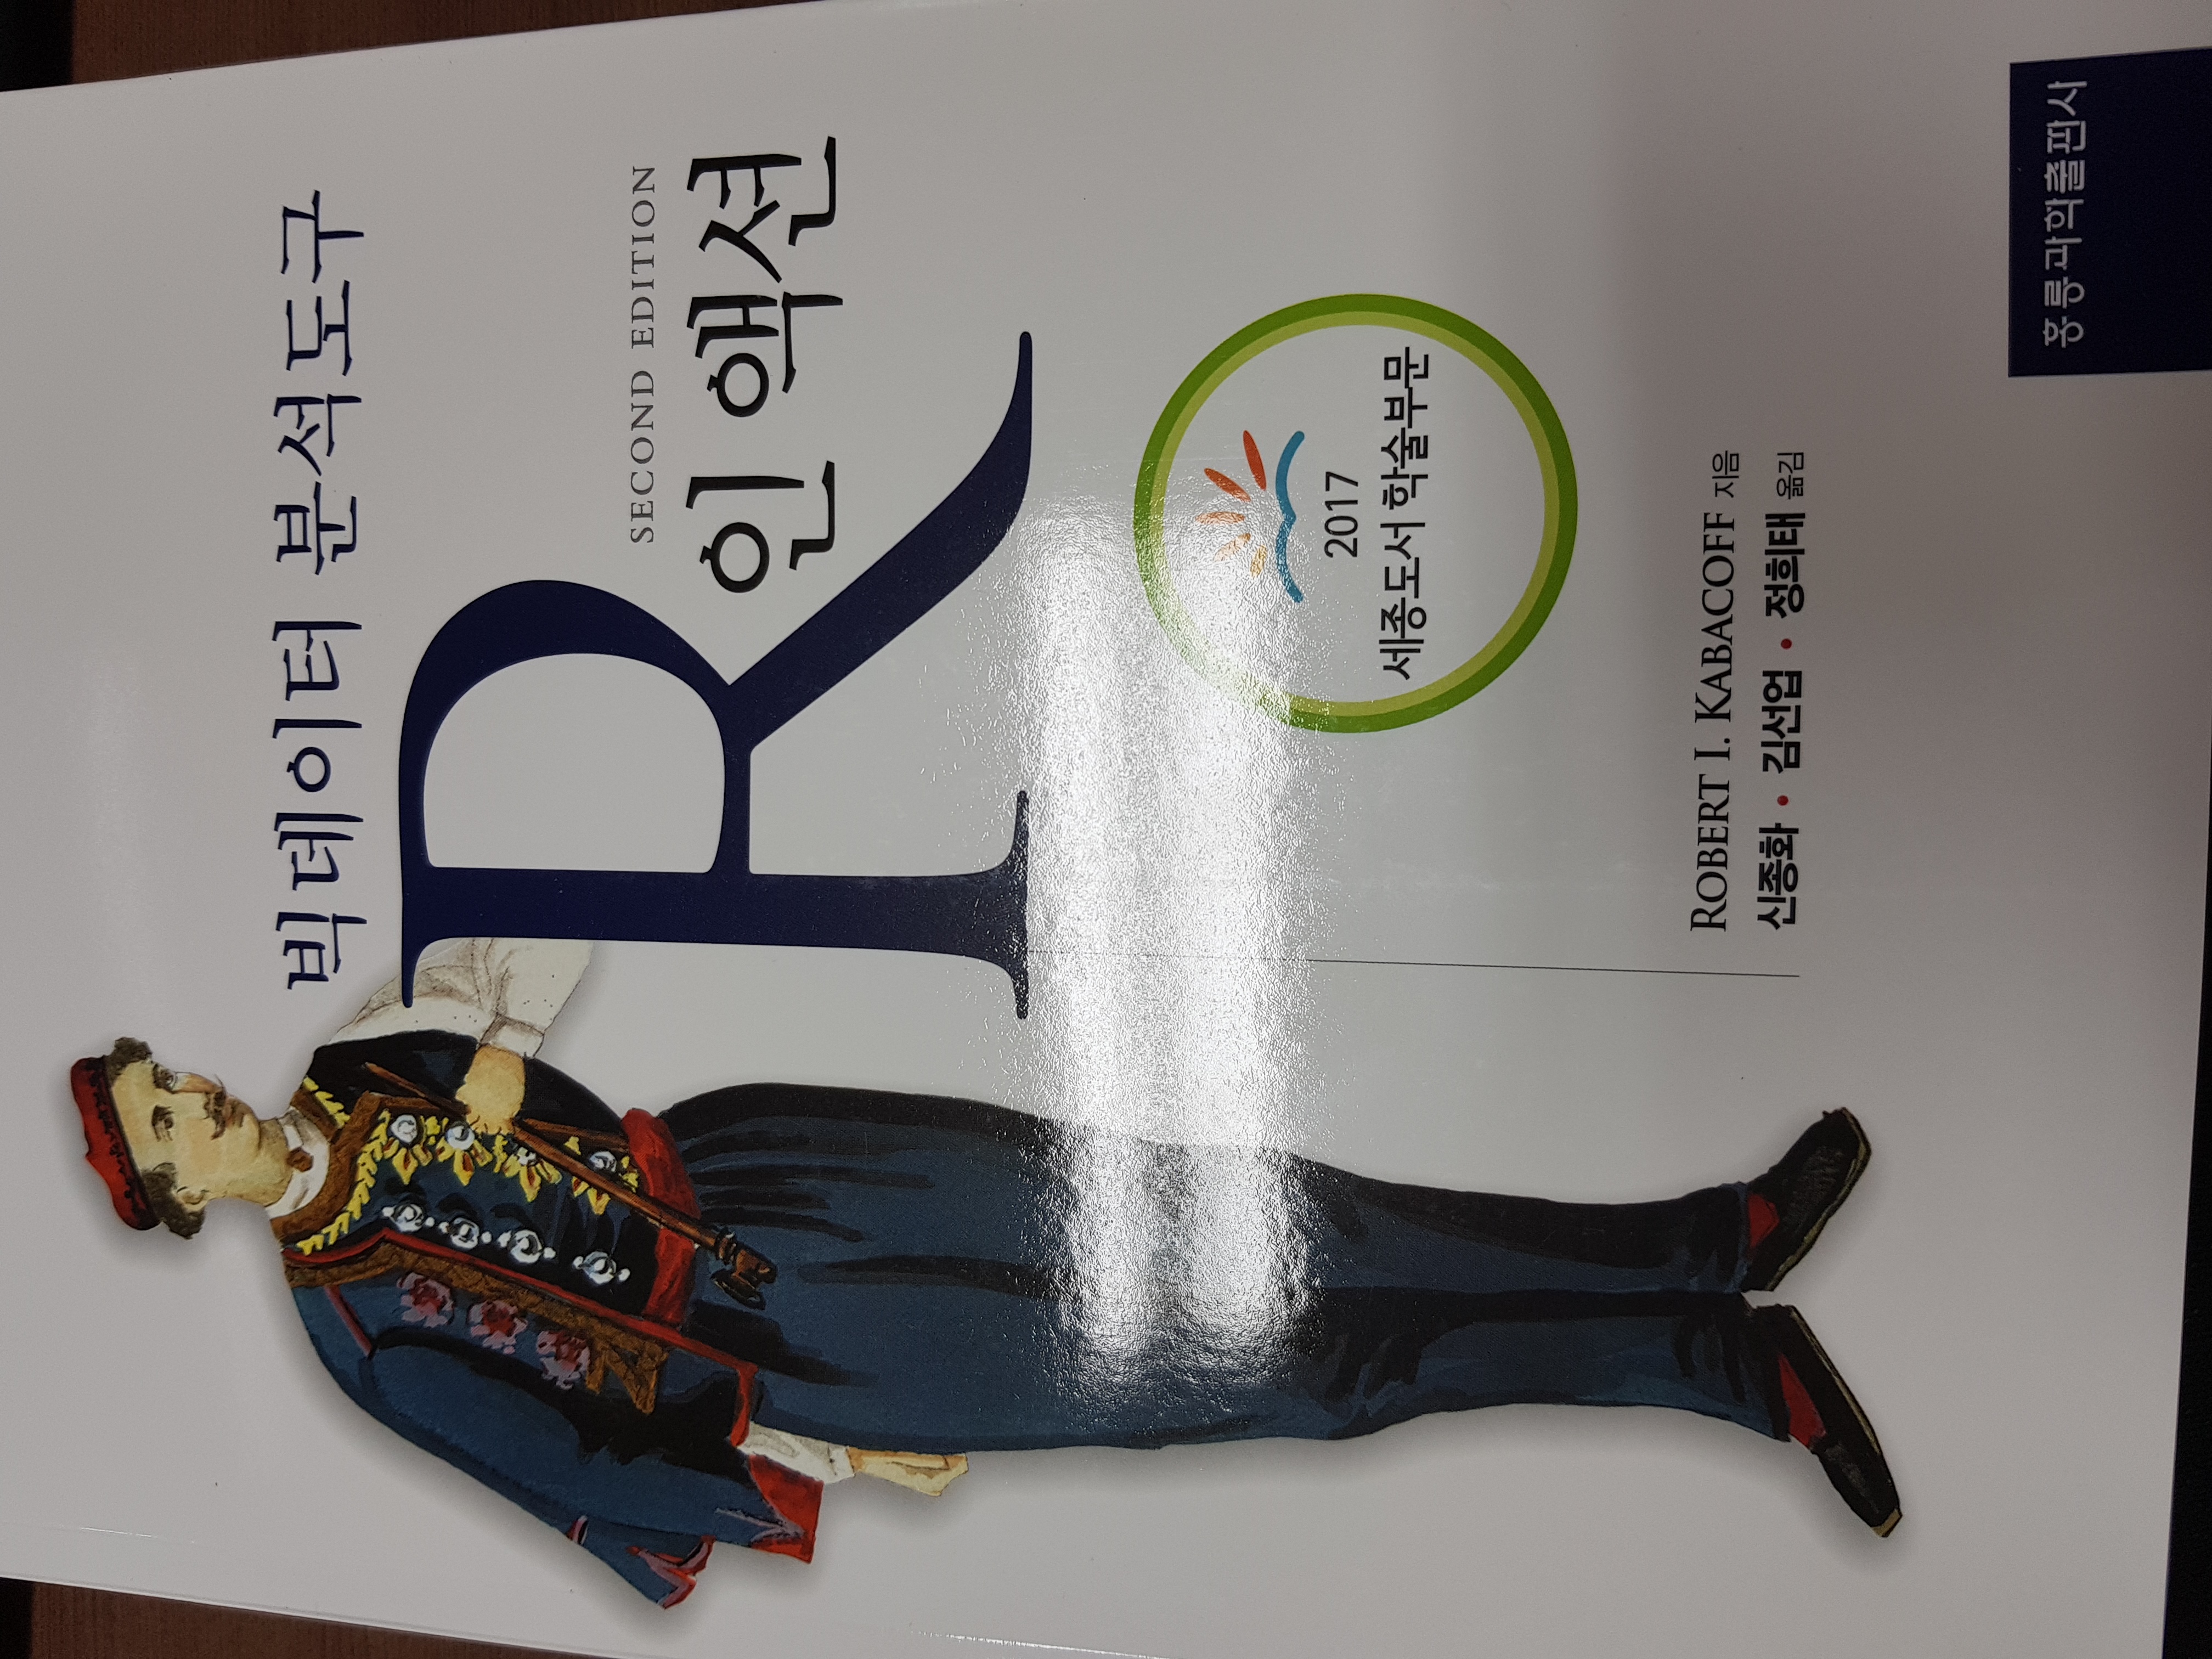 빅데이터 분석도구
R
SECOND EDITION
인 액션
2017
세종도서 학술부문
ROBERT I. KABACOFF 지음
신종화 • 김선업 • 정희태 옮김
홍릉과학출판사